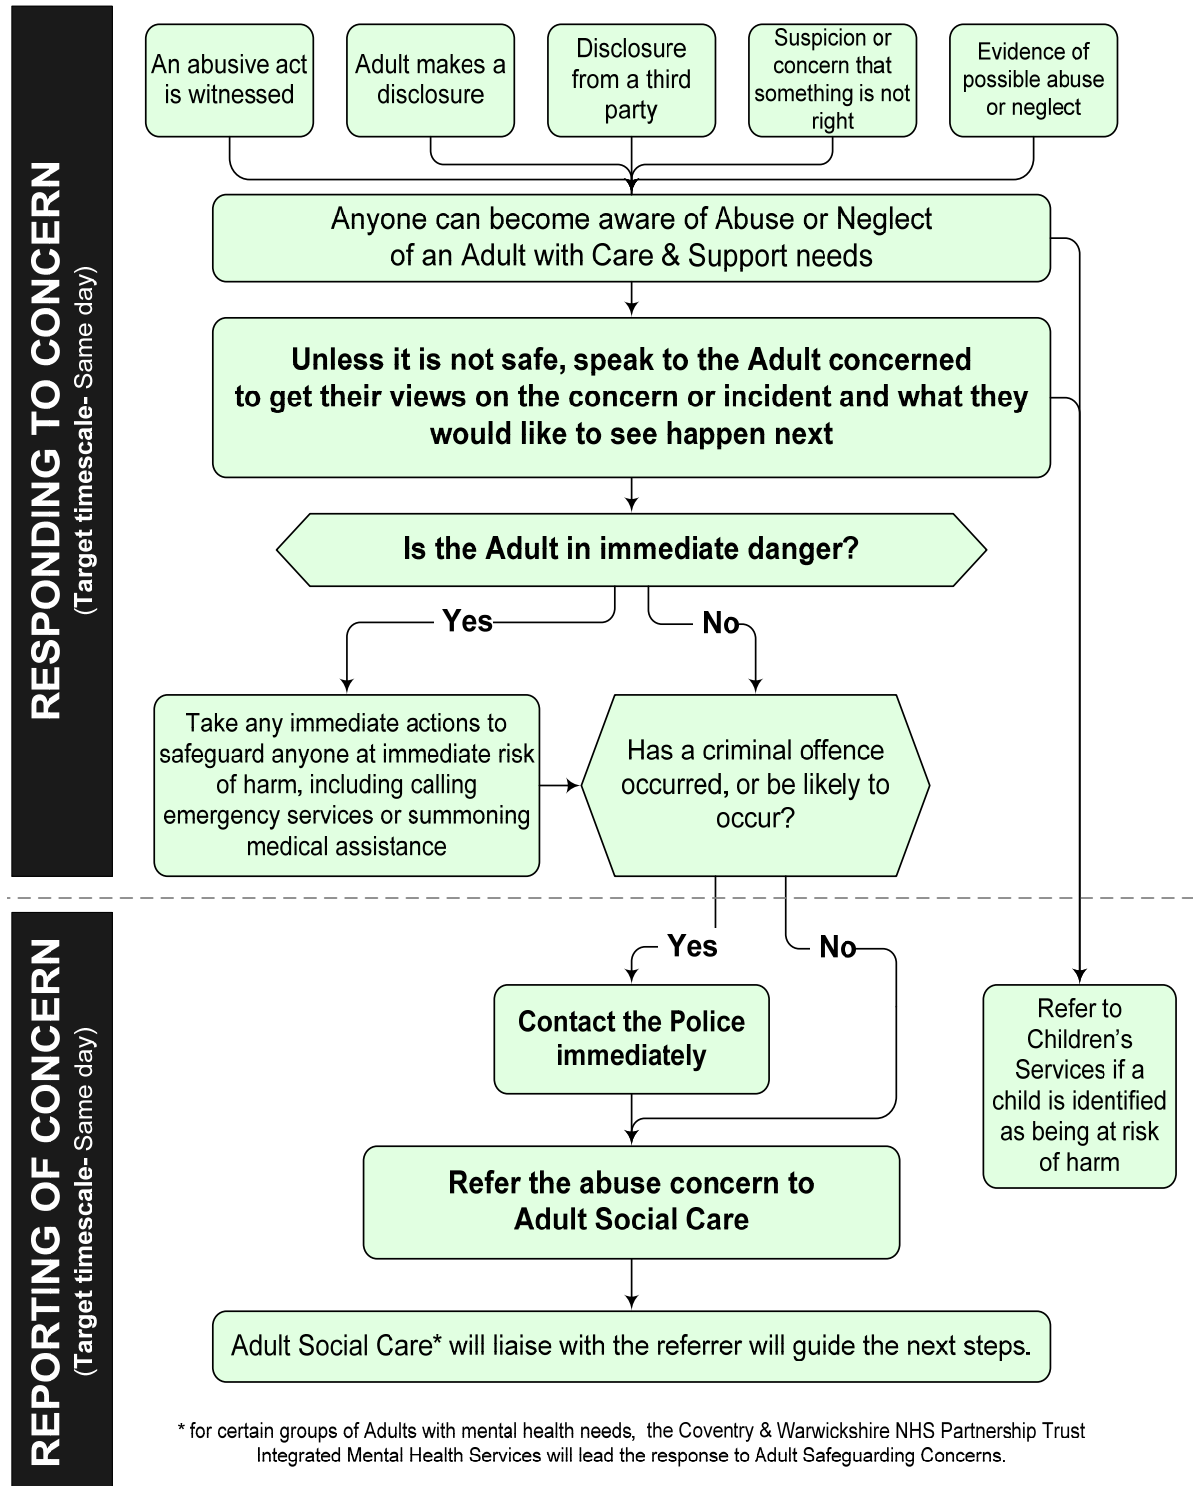 RESPONDING TO CONCERN
(Target timescale- Same day)
An abusive act
is witnessed
Adult makes a
disclosure
Disclosure
from a third
party
Suspicion or
concern that
something is not
right
Evidence of
possible abuse
or neglect
Anyone can become aware of Abuse or Neglect
of an Adult with Care & Support needs
Unless it is not safe, speak to the Adult concerned
to get their views on the concern or incident and what they
would like to see happen next
Is the Adult in immediate danger?
Yes
No
Take any immediate actions to
safeguard anyone at immediate risk
of harm, including calling
emergency services or summoning
medical assistance
Has a criminal offence
occurred, or be likely to
occur?
REPORTING OF CONCERN
(Target timescale- Same day)
Yes
No
Contact the Police
immediately
Refer to
Children's
Services if a
child is identified
as being at risk
of harm
Refer the abuse concern to
Adult Social Care
Adult Social Care* will liaise with the referrer will guide the next steps.
* for certain groups of Adults with mental health needs, the Coventry & Warwickshire NHS Partnership Trust
Integrated Mental Health Services will lead the response to Adult Safeguarding Concerns.